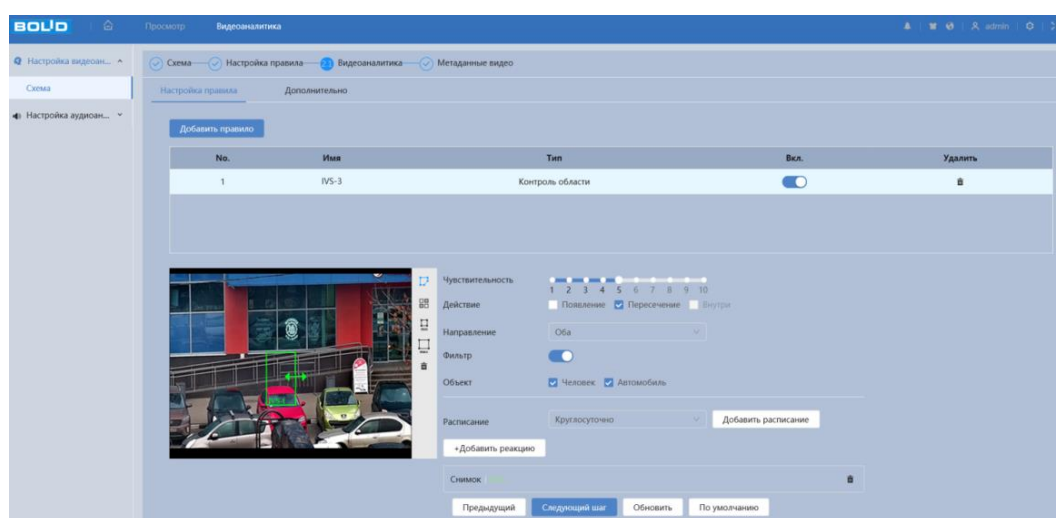 BOLID Просмотр Видеоаналитика admin
Настройка видеоан... Схема Настройка правила 2.1 Видеоаналитика Метаданные видео
Схема Настройка правила Дополнительно
Настройка аудиоан...
Добавить правило
No. Имя Тип Вкл. Удалить
1 IVS-3 Контроль области
Чувствительность
1 2 3 4 5 6 7 8 9 10
Действие Появление Пересечение Внутри
Направление Оба
Фильтр
Объект Человек Автомобиль
Расписание Круглосуточно Добавить расписание
+Добавить реакцию
Снимок
Предыдущий Следующий шаг Обновить По умолчанию